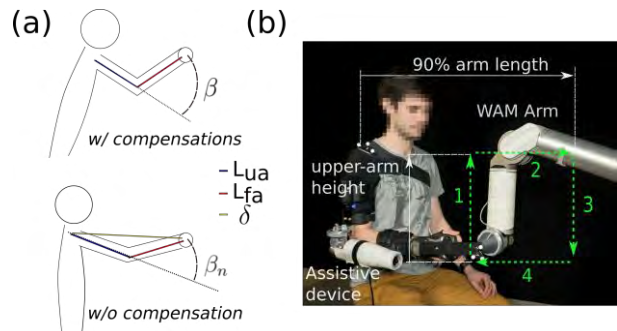 (a)
β
w/ compensations
Lua
Lfa
δ
βn
w/o compensation
(b)
90% arm length
WAM Arm
upper-arm
height
1
2
3
4
Assistive
device